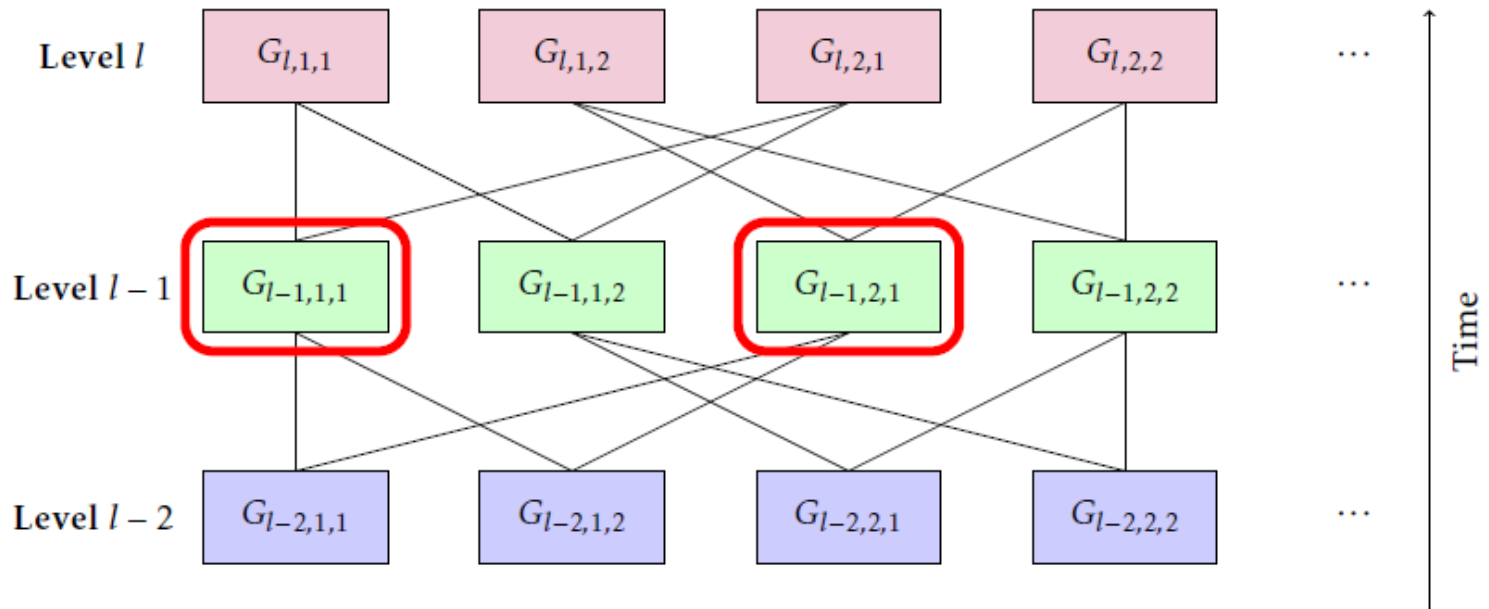 Level l G_{l,1,1} G_{l,1,2} G_{l,2,1} G_{l,2,2} ...
Level l − 1 G_{l−1,1,1} G_{l−1,1,2} G_{l−1,2,1} G_{l−1,2,2} ...
Time
Level l − 2 G_{l−2,1,1} G_{l−2,1,2} G_{l−2,2,1} G_{l−2,2,2} ...